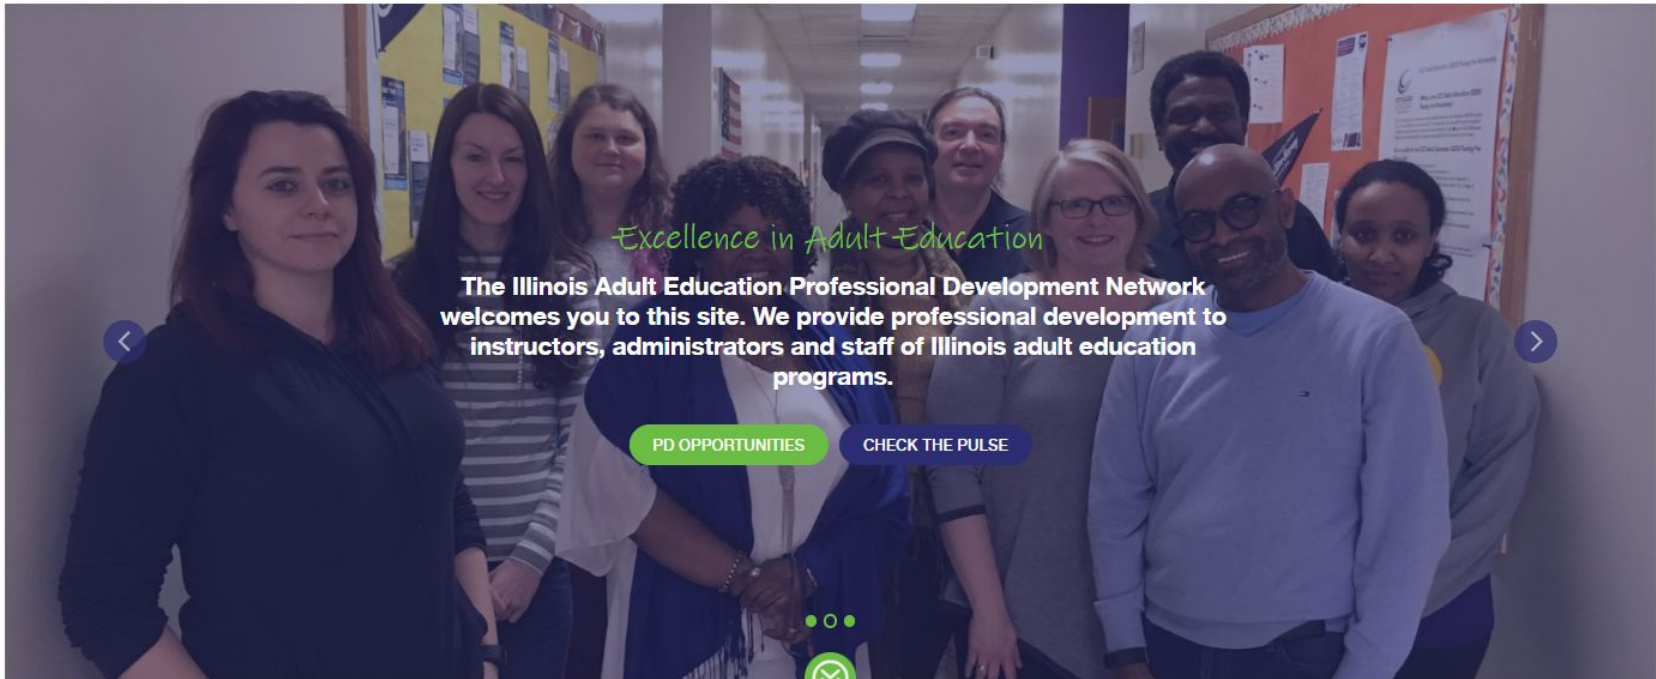 Excellence in Adult Education
The Illinois Adult Education Professional Development Network
welcomes you to this site. We provide professional development to
instructors, administrators and staff of Illinois adult education
programs.
PD OPPORTUNITIES
CHECK THE PULSE